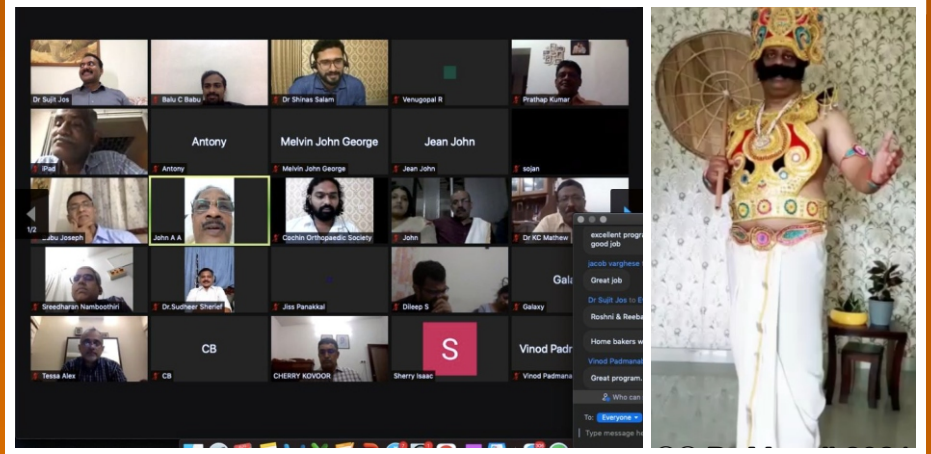 Dr Sujit Jos
Balu C Babu
Dr Shinas Salam
Venugopal R
Prathap Kumar
iPad
Antony
Antony
Melvin John George
Melvin John George
Jean John
Jean John
sojan
1/2
Babu Joseph
John A A
Cochin Orthopaedic Society
John
Dr KC Mathew
excellent progra
good job
jacob varghese
Great job
Dr Sujit Jos to E
Roshni & Reeba
Home bakers w
Vinod Padmanab
Great program.
Who can
To: Everyone
Type message he
Sreedharan Namboothiri
Dr.Sudheer Sherief
Jiss Panakkal
Dileep S
Gala
Galaxy
Tessa Alex
CB
CB
CHERRY KOVOOR
S
Sherry Isaac
Vinod Padr
Vinod Padmana